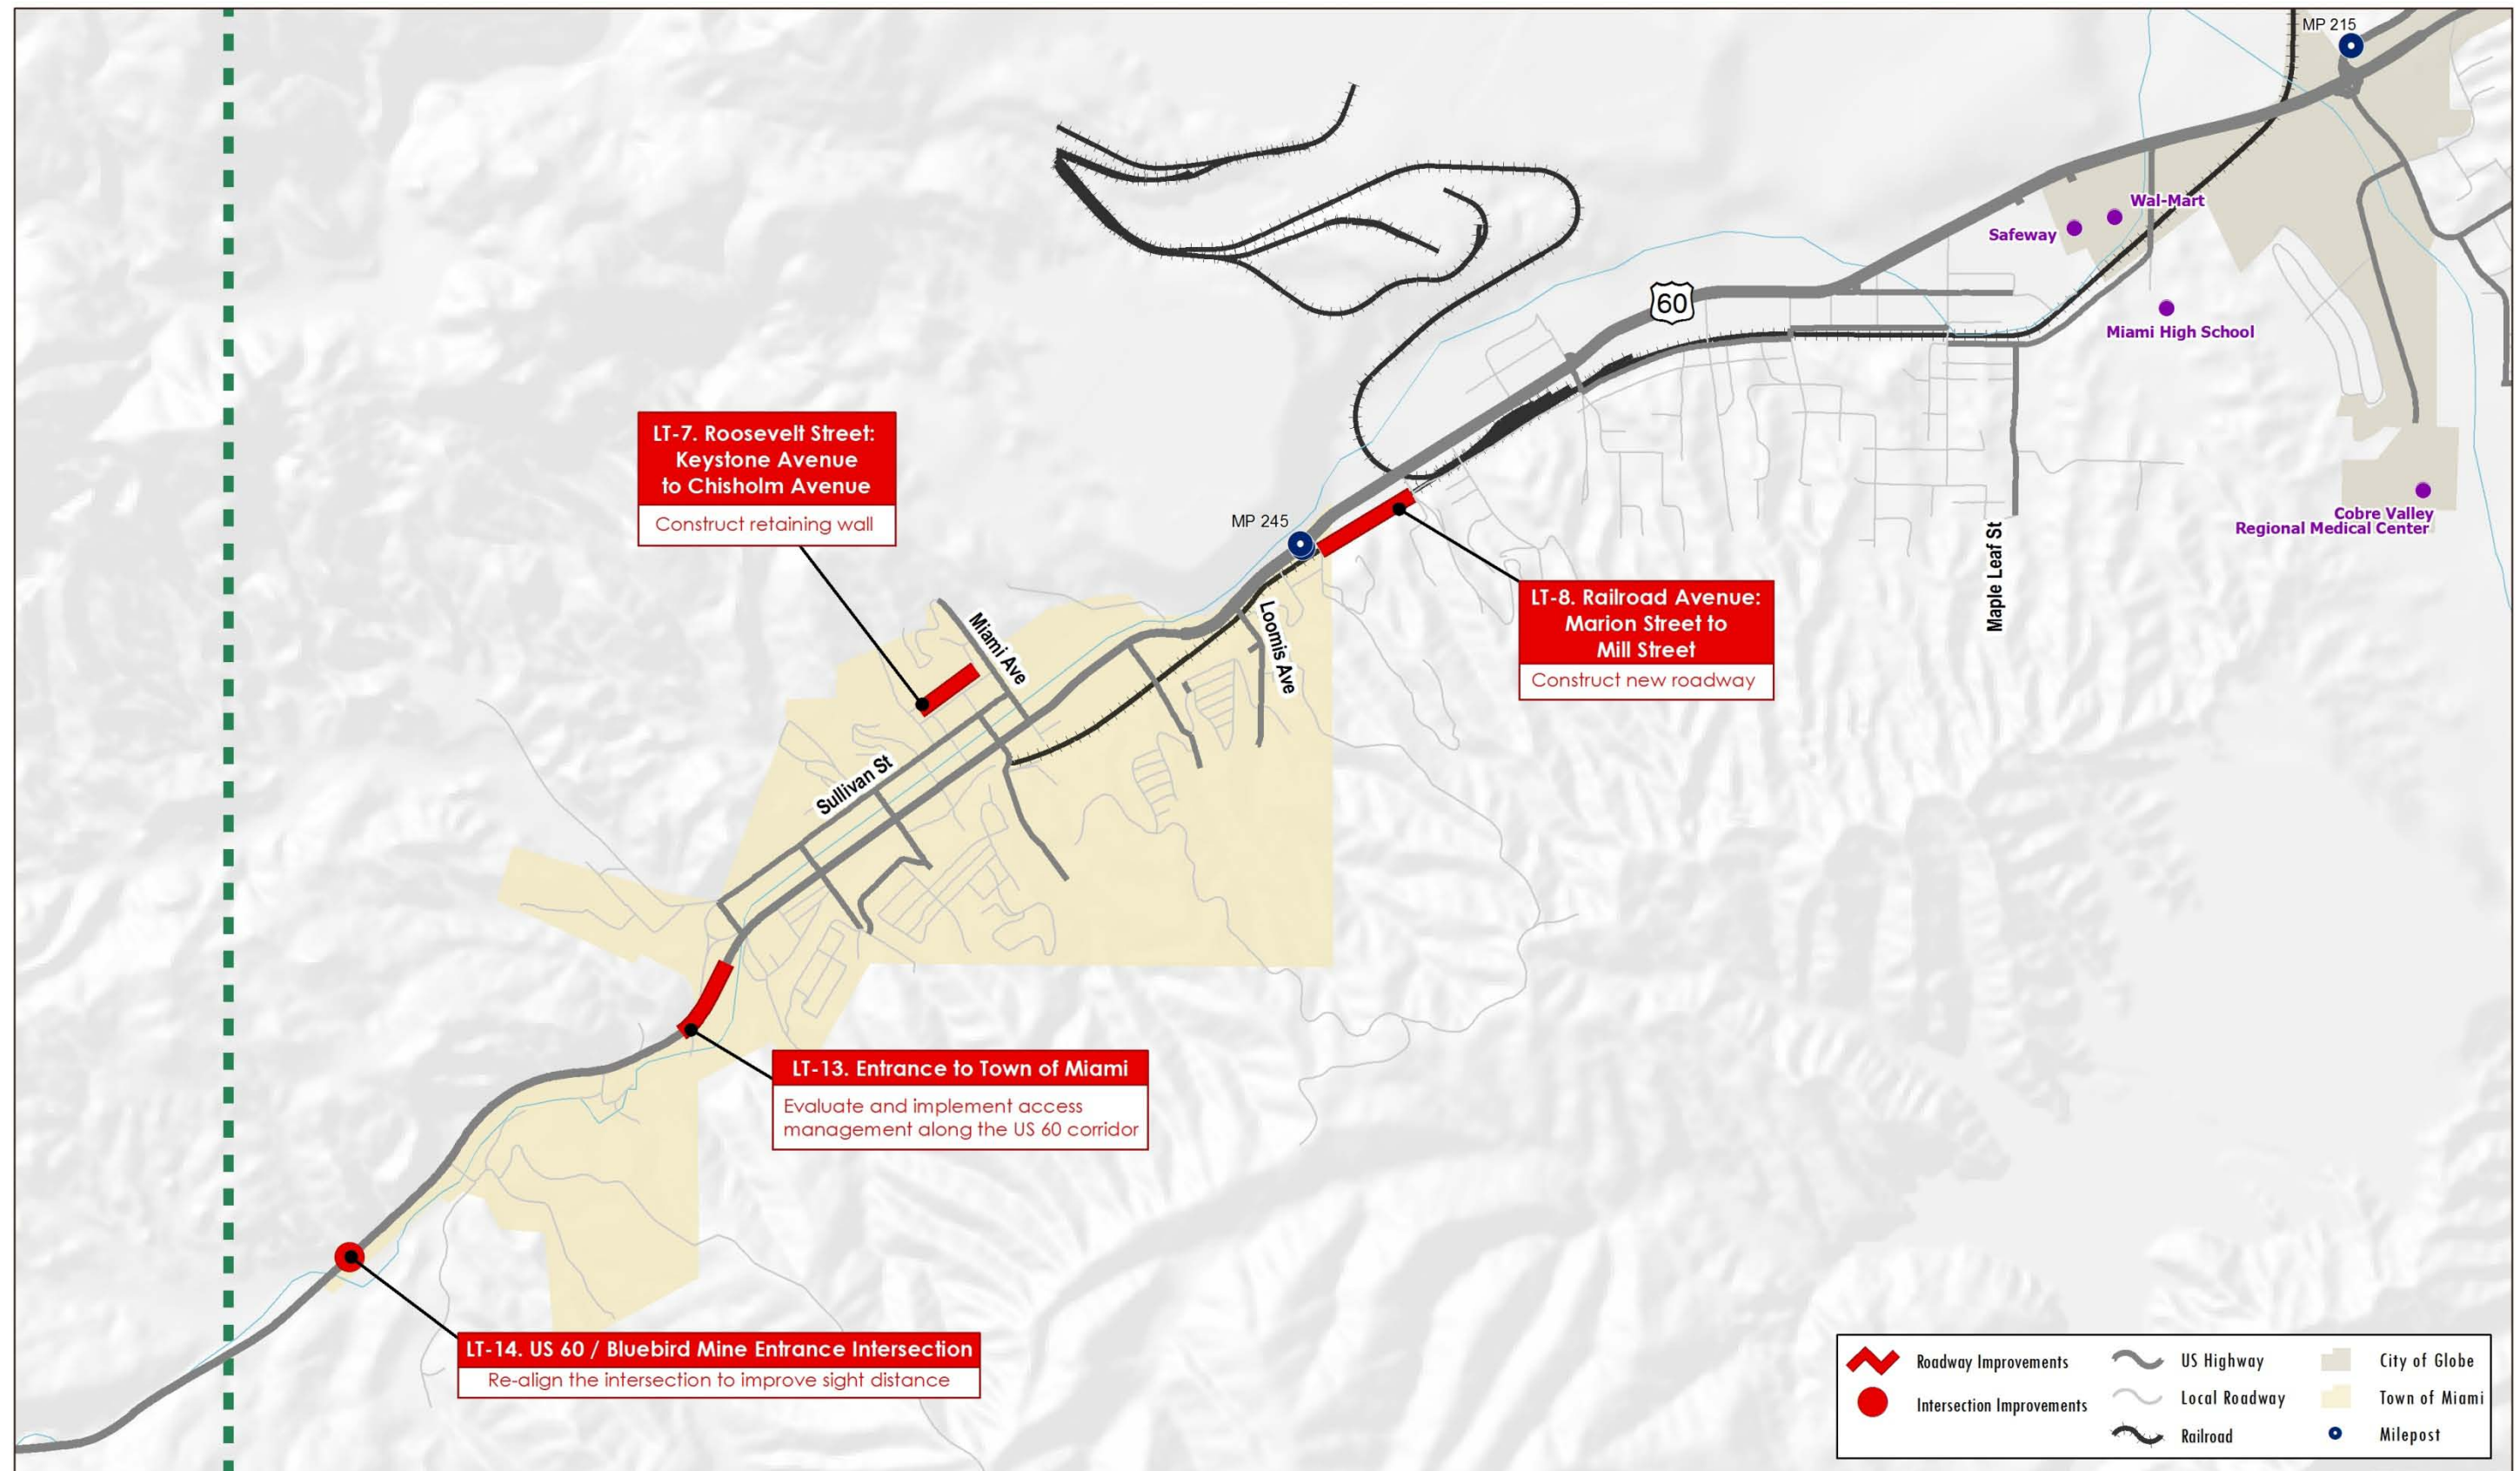 MP 215
Wal-Mart
Safeway
60
Miami High School
LT-7. Roosevelt Street:
Keystone Avenue
to Chisholm Avenue
Construct retaining wall
MP 245
Cobre Valley
Regional Medical Center
Maple Leaf St
LT-8. Railroad Avenue:
Marion Street to
Mill Street
Construct new roadway
Miami Ave
Loomis Ave
Sullivan St
LT-13. Entrance to Town of Miami
Evaluate and implement access
management along the US 60 corridor
LT-14. US 60 / Bluebird Mine Entrance Intersection
Re-align the intersection to improve sight distance
Roadway Improvements
Intersection Improvements
US Highway
Local Roadway
Railroad
City of Globe
Town of Miami
Milepost